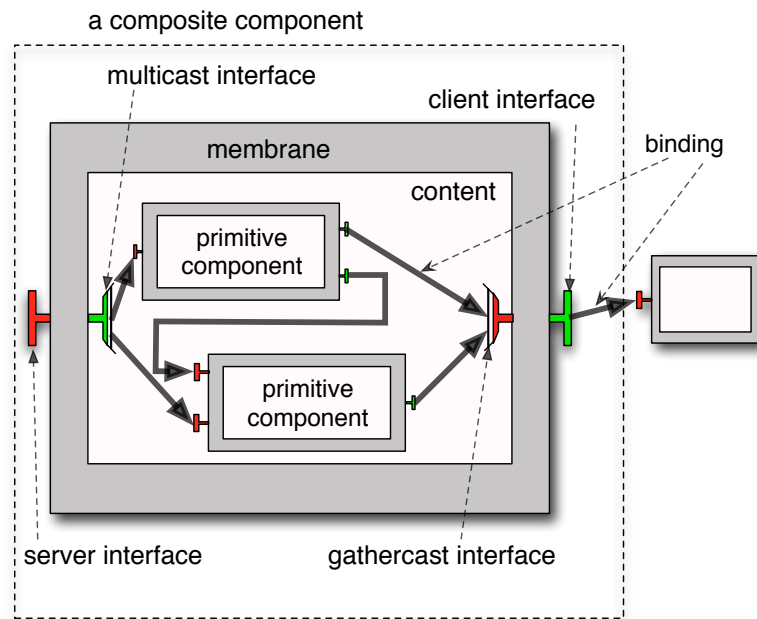 a composite component
multicast interface
client interface
binding
membrane
content
primitive
component
primitive
component
server interface
gathercast interface